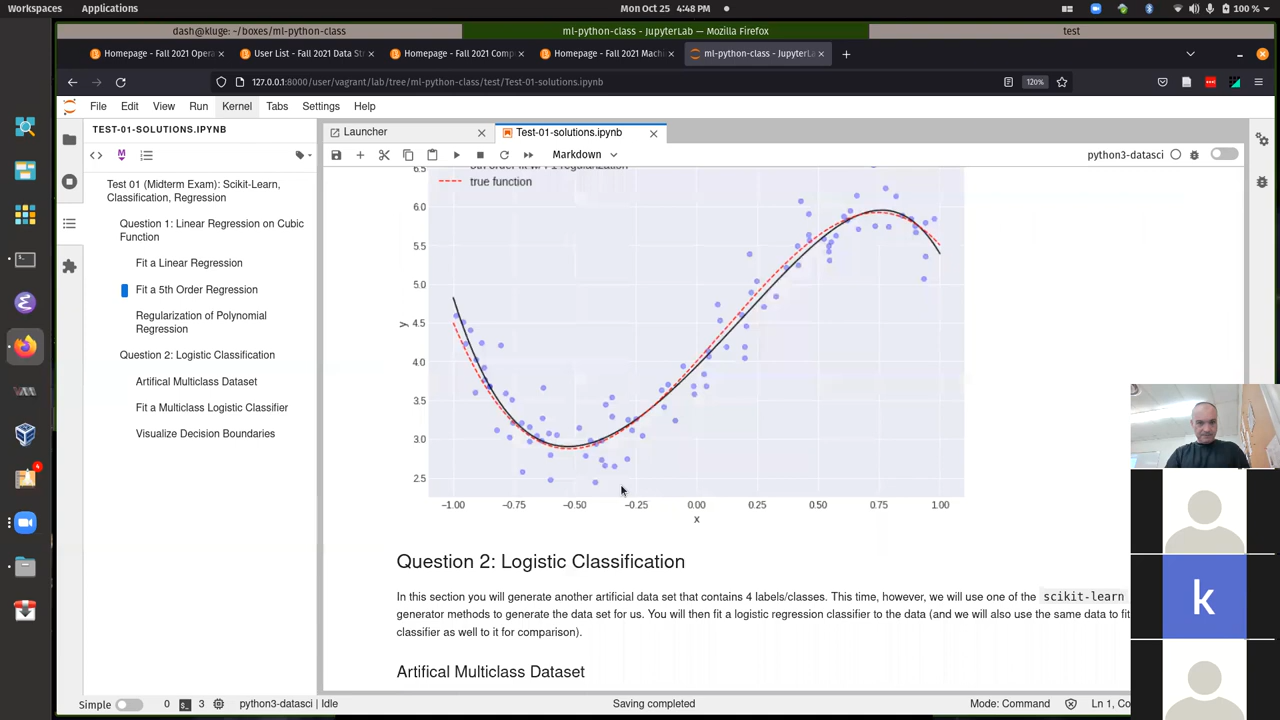 Workspaces Applications Mon Oct 25 4:48 PM 100 %
dash@kluge: ~/boxes/ml-python-class ml-python-class — JupyterLab — Mozilla Firefox test
Homepage - Fall 2021 Opera User List - Fall 2021 Data St Homepage - Fall 2021 Comp Homepage - Fall 2021 Machi ml-python-class - JupyterLab
127.0.0.1:8000/user/vagrant/lab/tree/ml-python-class/test/Test-01-solutions.ipynb 120%
File Edit View Run Kernel Tabs Settings Help
TEST-01-SOLUTIONS.IPYNB
Launcher Test-01-solutions.ipynb
Markdown python3-datasci
Test 01 (Midterm Exam): Scikit-Learn,
Classification, Regression
Question 1: Linear Regression on Cubic
Function
Fit a Linear Regression
Fit a 5th Order Regression
Regularization of Polynomial
Regression
Question 2: Logistic Classification
Artifical Multiclass Dataset
Fit a Multiclass Logistic Classifier
Visualize Decision Boundaries
true function
6.5
6.0
5.5
5.0
4.5
4.0
3.5
3.0
2.5
y
−1.00 −0.75 −0.50 −0.25 0.00 0.25 0.50 0.75 1.00
x
Question 2: Logistic Classification
In this section you will generate another artificial data set that contains 4 labels/classes. This time, however, we will use one of the scikit-learn
generator methods to generate the data set for us. You will then fit a logistic regression classifier to the data (and we will also use the same data to fit
classifier as well to it for comparison).
Artifical Multiclass Dataset
k
Simple 0 3 python3-datasci | Idle Saving completed Mode: Command Ln 1, Co